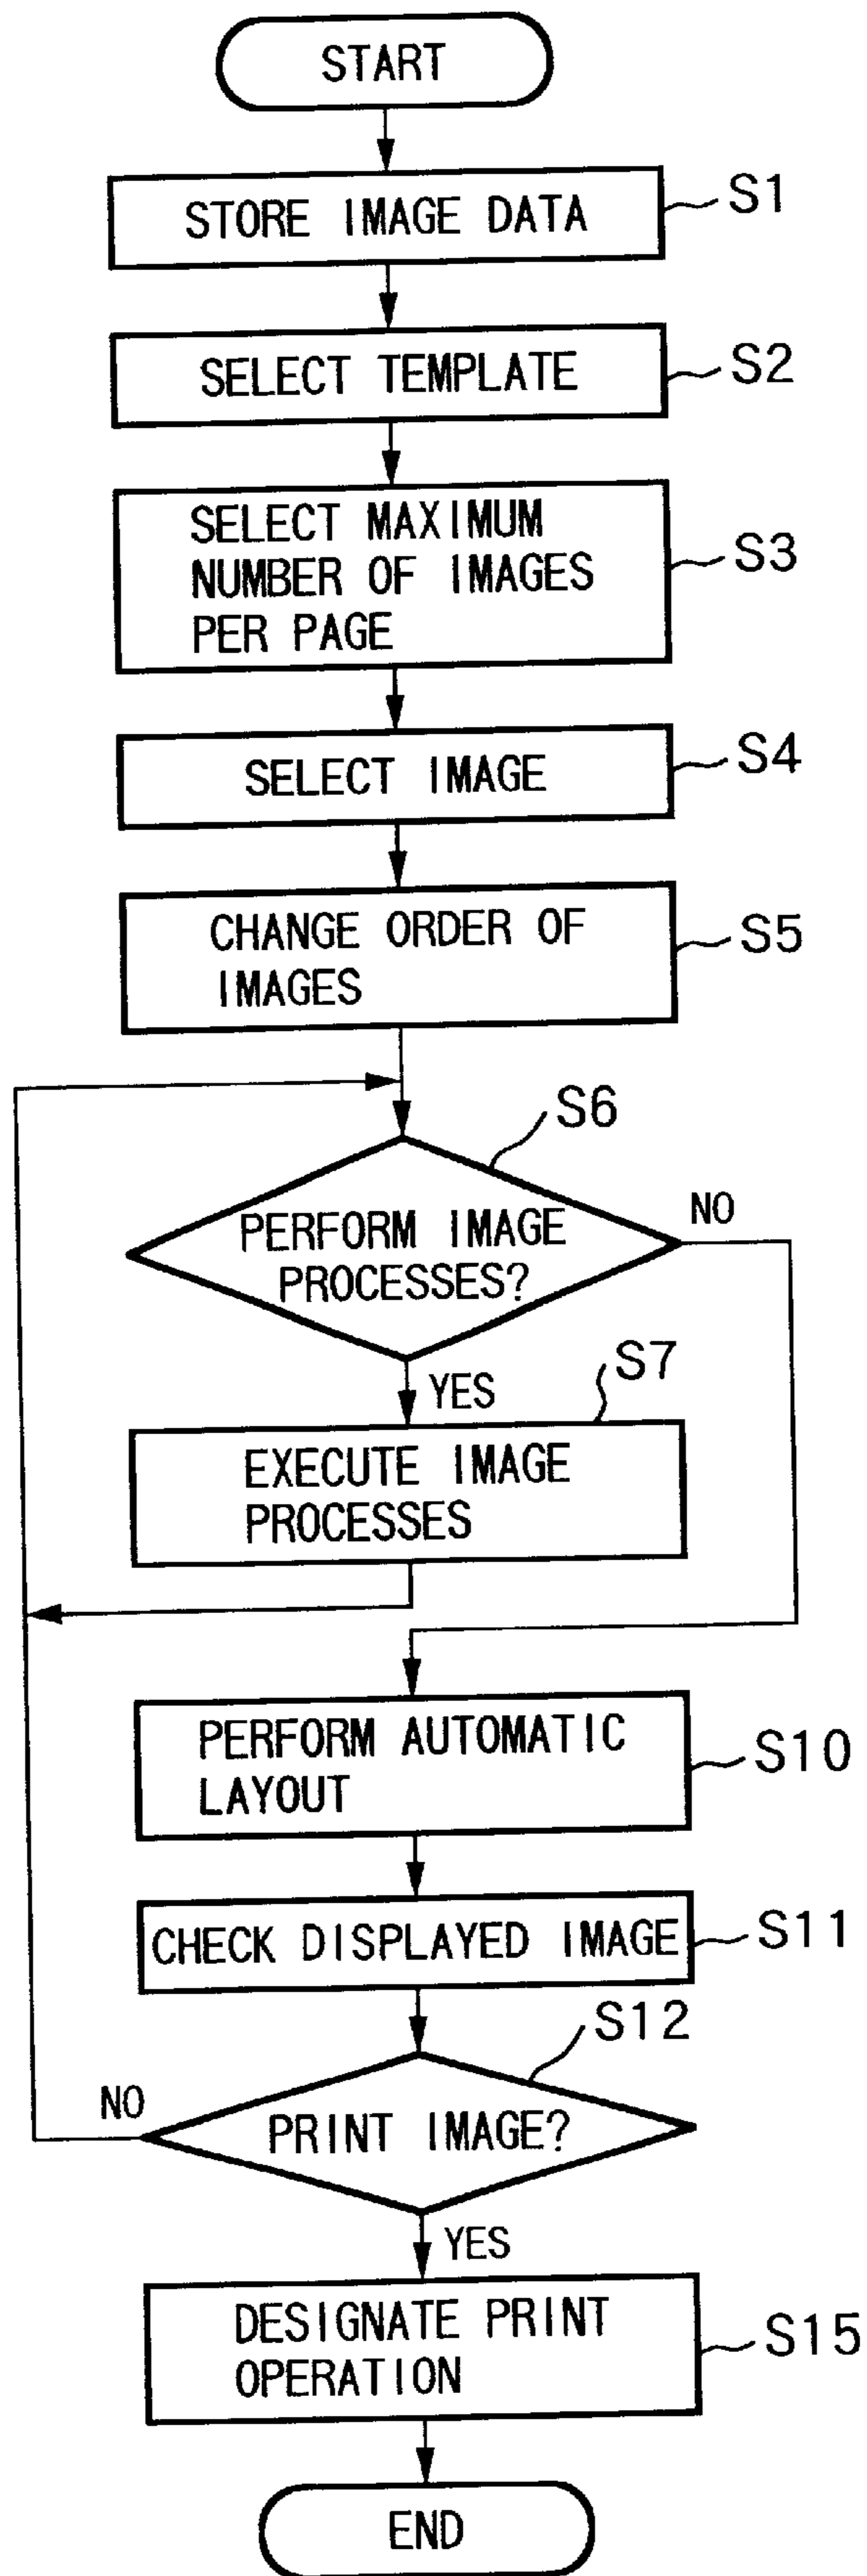 START
STORE IMAGE DATA
S1
SELECT TEMPLATE
S2
SELECT MAXIMUM
NUMBER OF IMAGES
PER PAGE
S3
SELECT IMAGE
S4
CHANGE ORDER OF
IMAGES
S5
S6
PERFORM IMAGE
PROCESSES?
NO
YES
S7
EXECUTE IMAGE
PROCESSES
PERFORM AUTOMATIC
LAYOUT
S10
CHECK DISPLAYED IMAGE
S11
S12
PRINT IMAGE?
NO
YES
DESIGNATE PRINT
OPERATION
S15
END